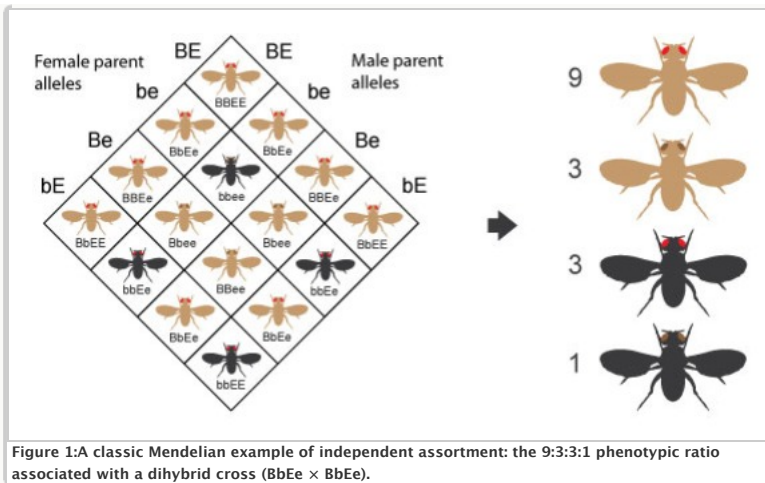 Female parent
alleles
Male parent
alleles
BE BE
be be
Be Be
bE bE
BBEE
BbEe BbEe
BBEe bbee BBEe
BbEE Bbee Bbee BbEE
bbEe BBee bbEe
BbEe BbEe
bbEE
9
3
3
1
Figure 1:A classic Mendelian example of independent assortment: the 9:3:3:1 phenotypic ratio
associated with a dihybrid cross (BbEe × BbEe).